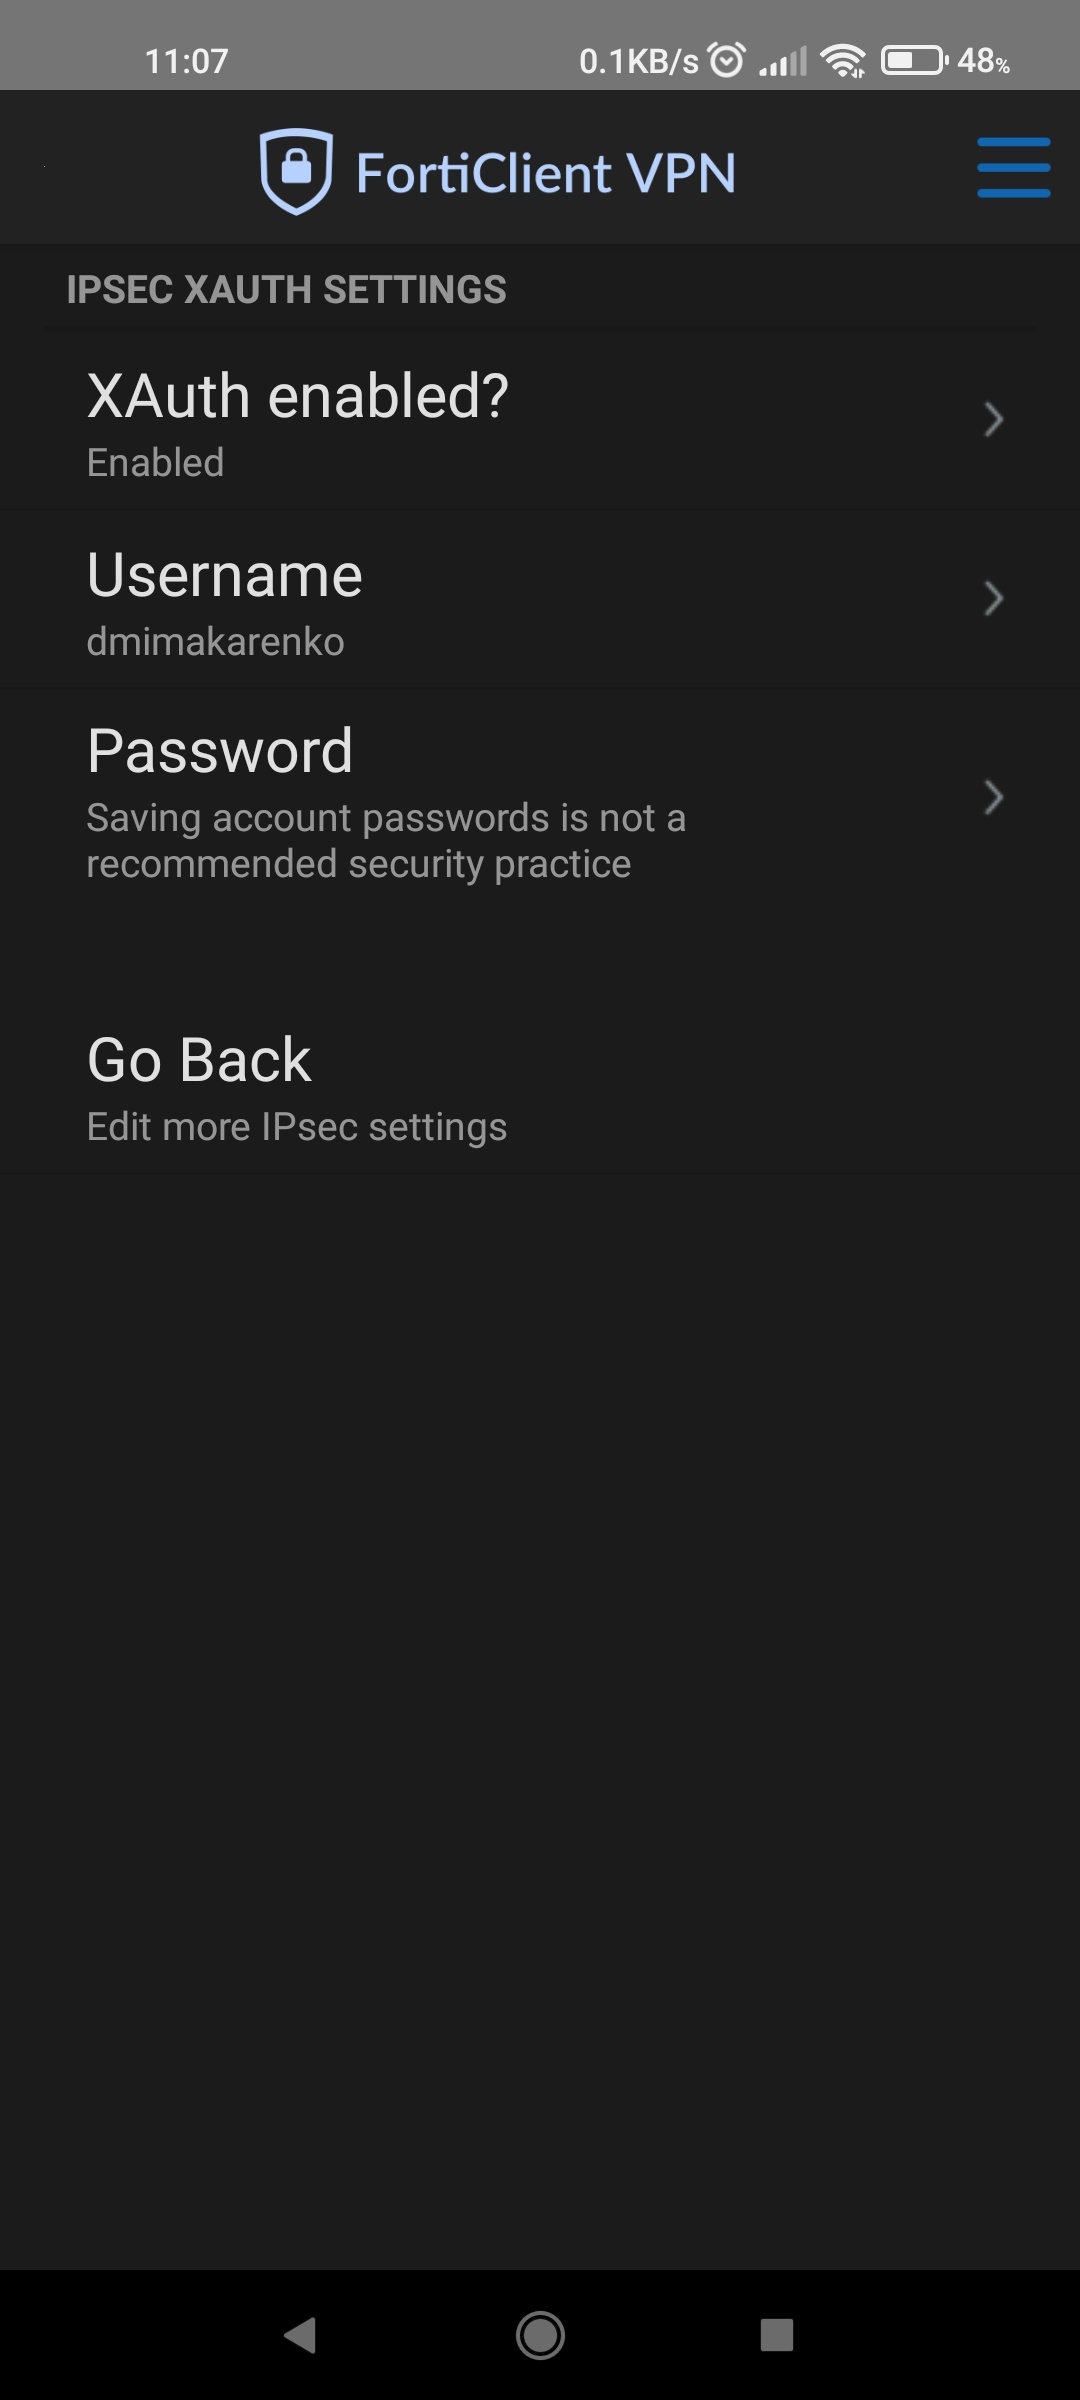 11:07 0.1KB/s 48%
FortiClient VPN
IPSEC XAUTH SETTINGS
XAuth enabled?
Enabled
Username
dmimakarenko
Password
Saving account passwords is not a
recommended security practice
Go Back
Edit more IPsec settings